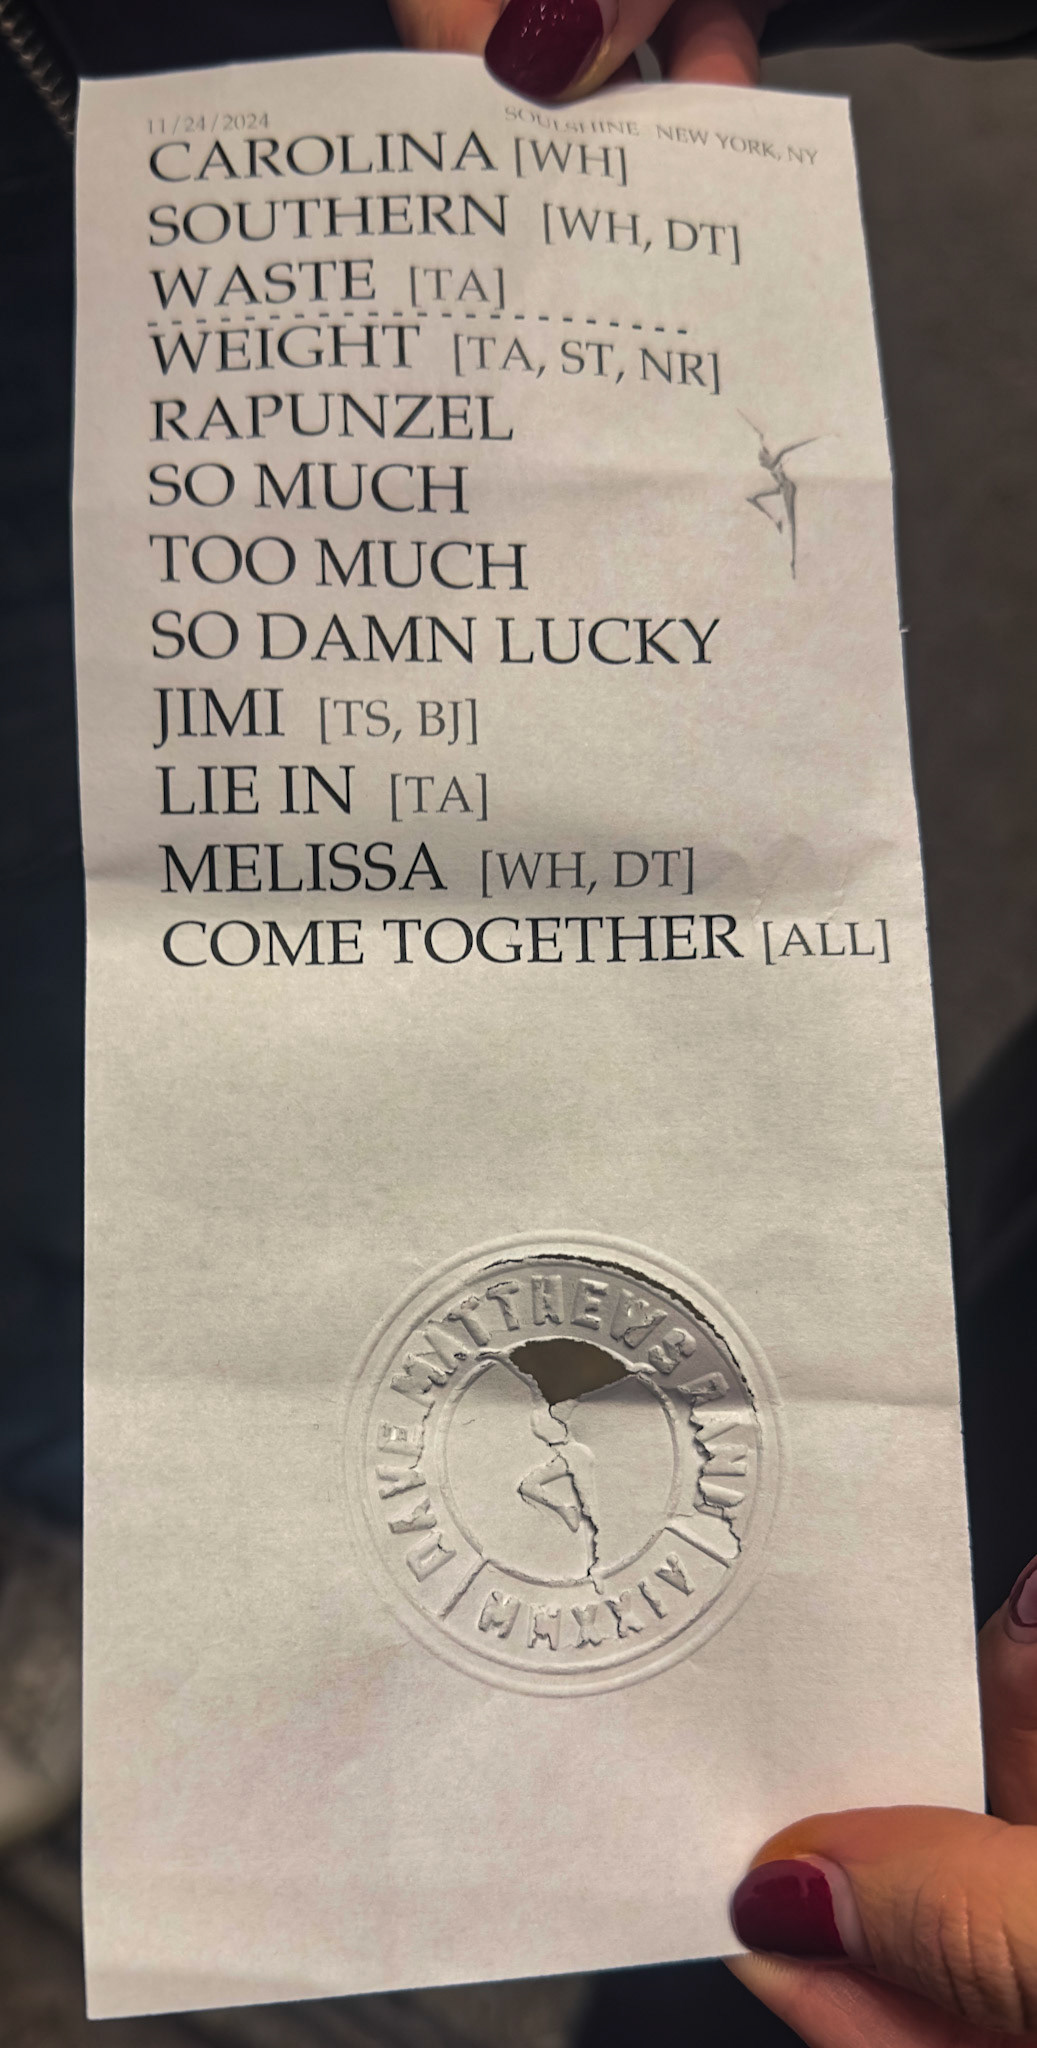 11/24/2024 SOULSHINE NEW YORK, NY
CAROLINA [WH]
SOUTHERN [WH, DT]
WASTE [TA]
WEIGHT [TA, ST, NR]
RAPUNZEL
SO MUCH
TOO MUCH
SO DAMN LUCKY
JIMI [TS, BJ]
LIE IN [TA]
MELISSA [WH, DT]
COME TOGETHER [ALL]
DAVE MATTHEWS BAND
MMXXIV